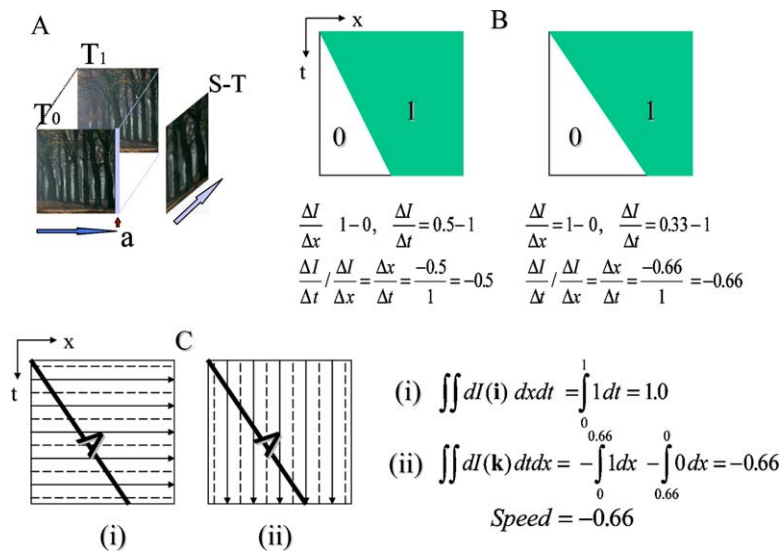 A
T1
T0
S-T
a
x
t
0
1
B
0
1
ΔI/Δx 1−0, ΔI/Δt = 0.5−1
ΔI/Δt / ΔI/Δx = Δx/Δt = −0.5/1 = −0.5
ΔI/Δx = 1−0, ΔI/Δt = 0.33−1
ΔI/Δt / ΔI/Δx = Δx/Δt = −0.66/1 = −0.66
x
t
C
A
A
(i)
(ii)
(i) ∬ dI(i) dxdt = ∫₀¹ 1 dt = 1.0
(ii) ∬ dI(k) dtdx = −∫₀^0.66 1 dx −∫_0.66^0 0 dx = −0.66
Speed = −0.66